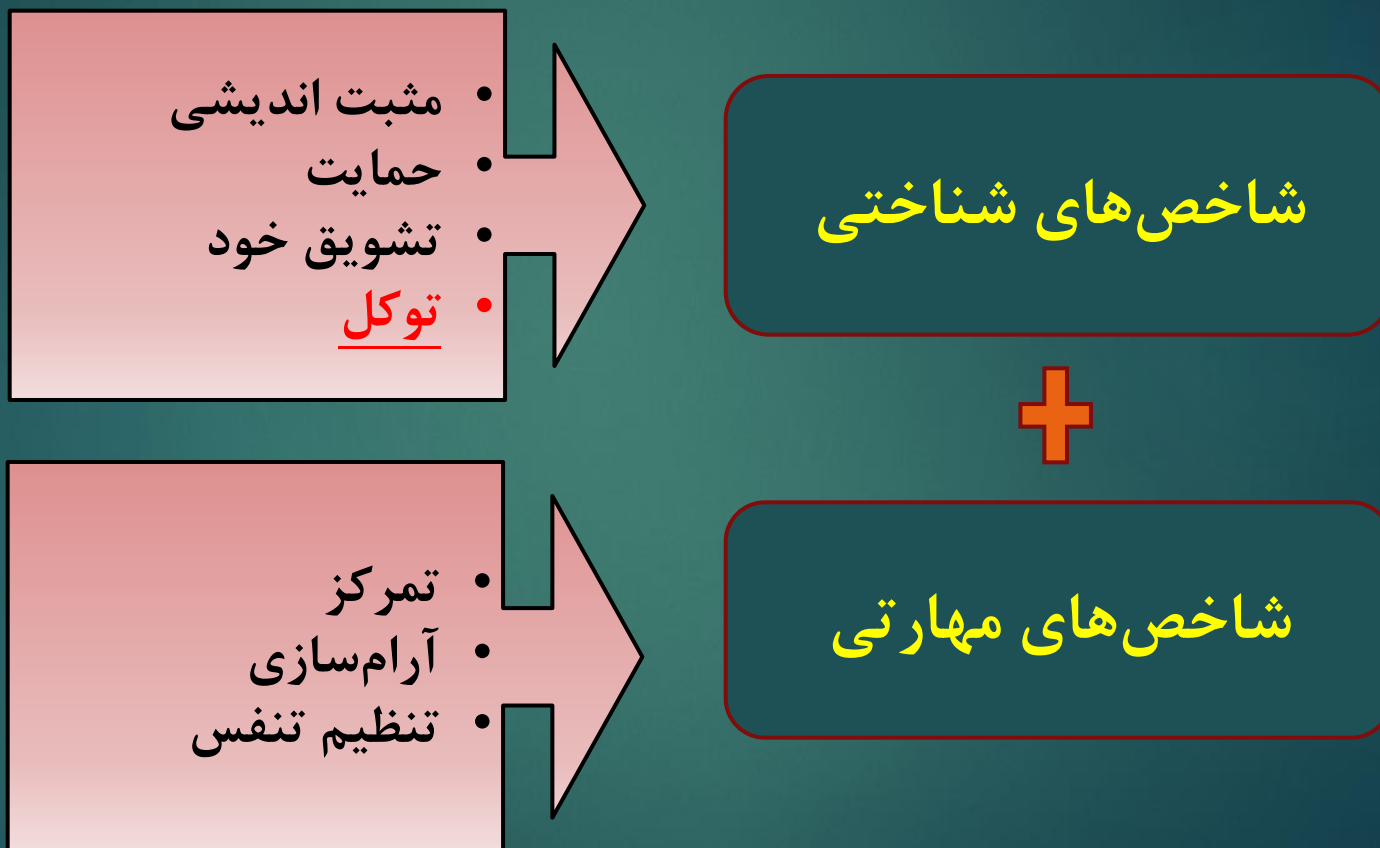 شاخص‌های شناختی
• مثبت اندیشی
• حمایت
• تشویق خود
• توکل
شاخص‌های مهارتی
• تمرکز
• آرام‌سازی
• تنظیم تنفس